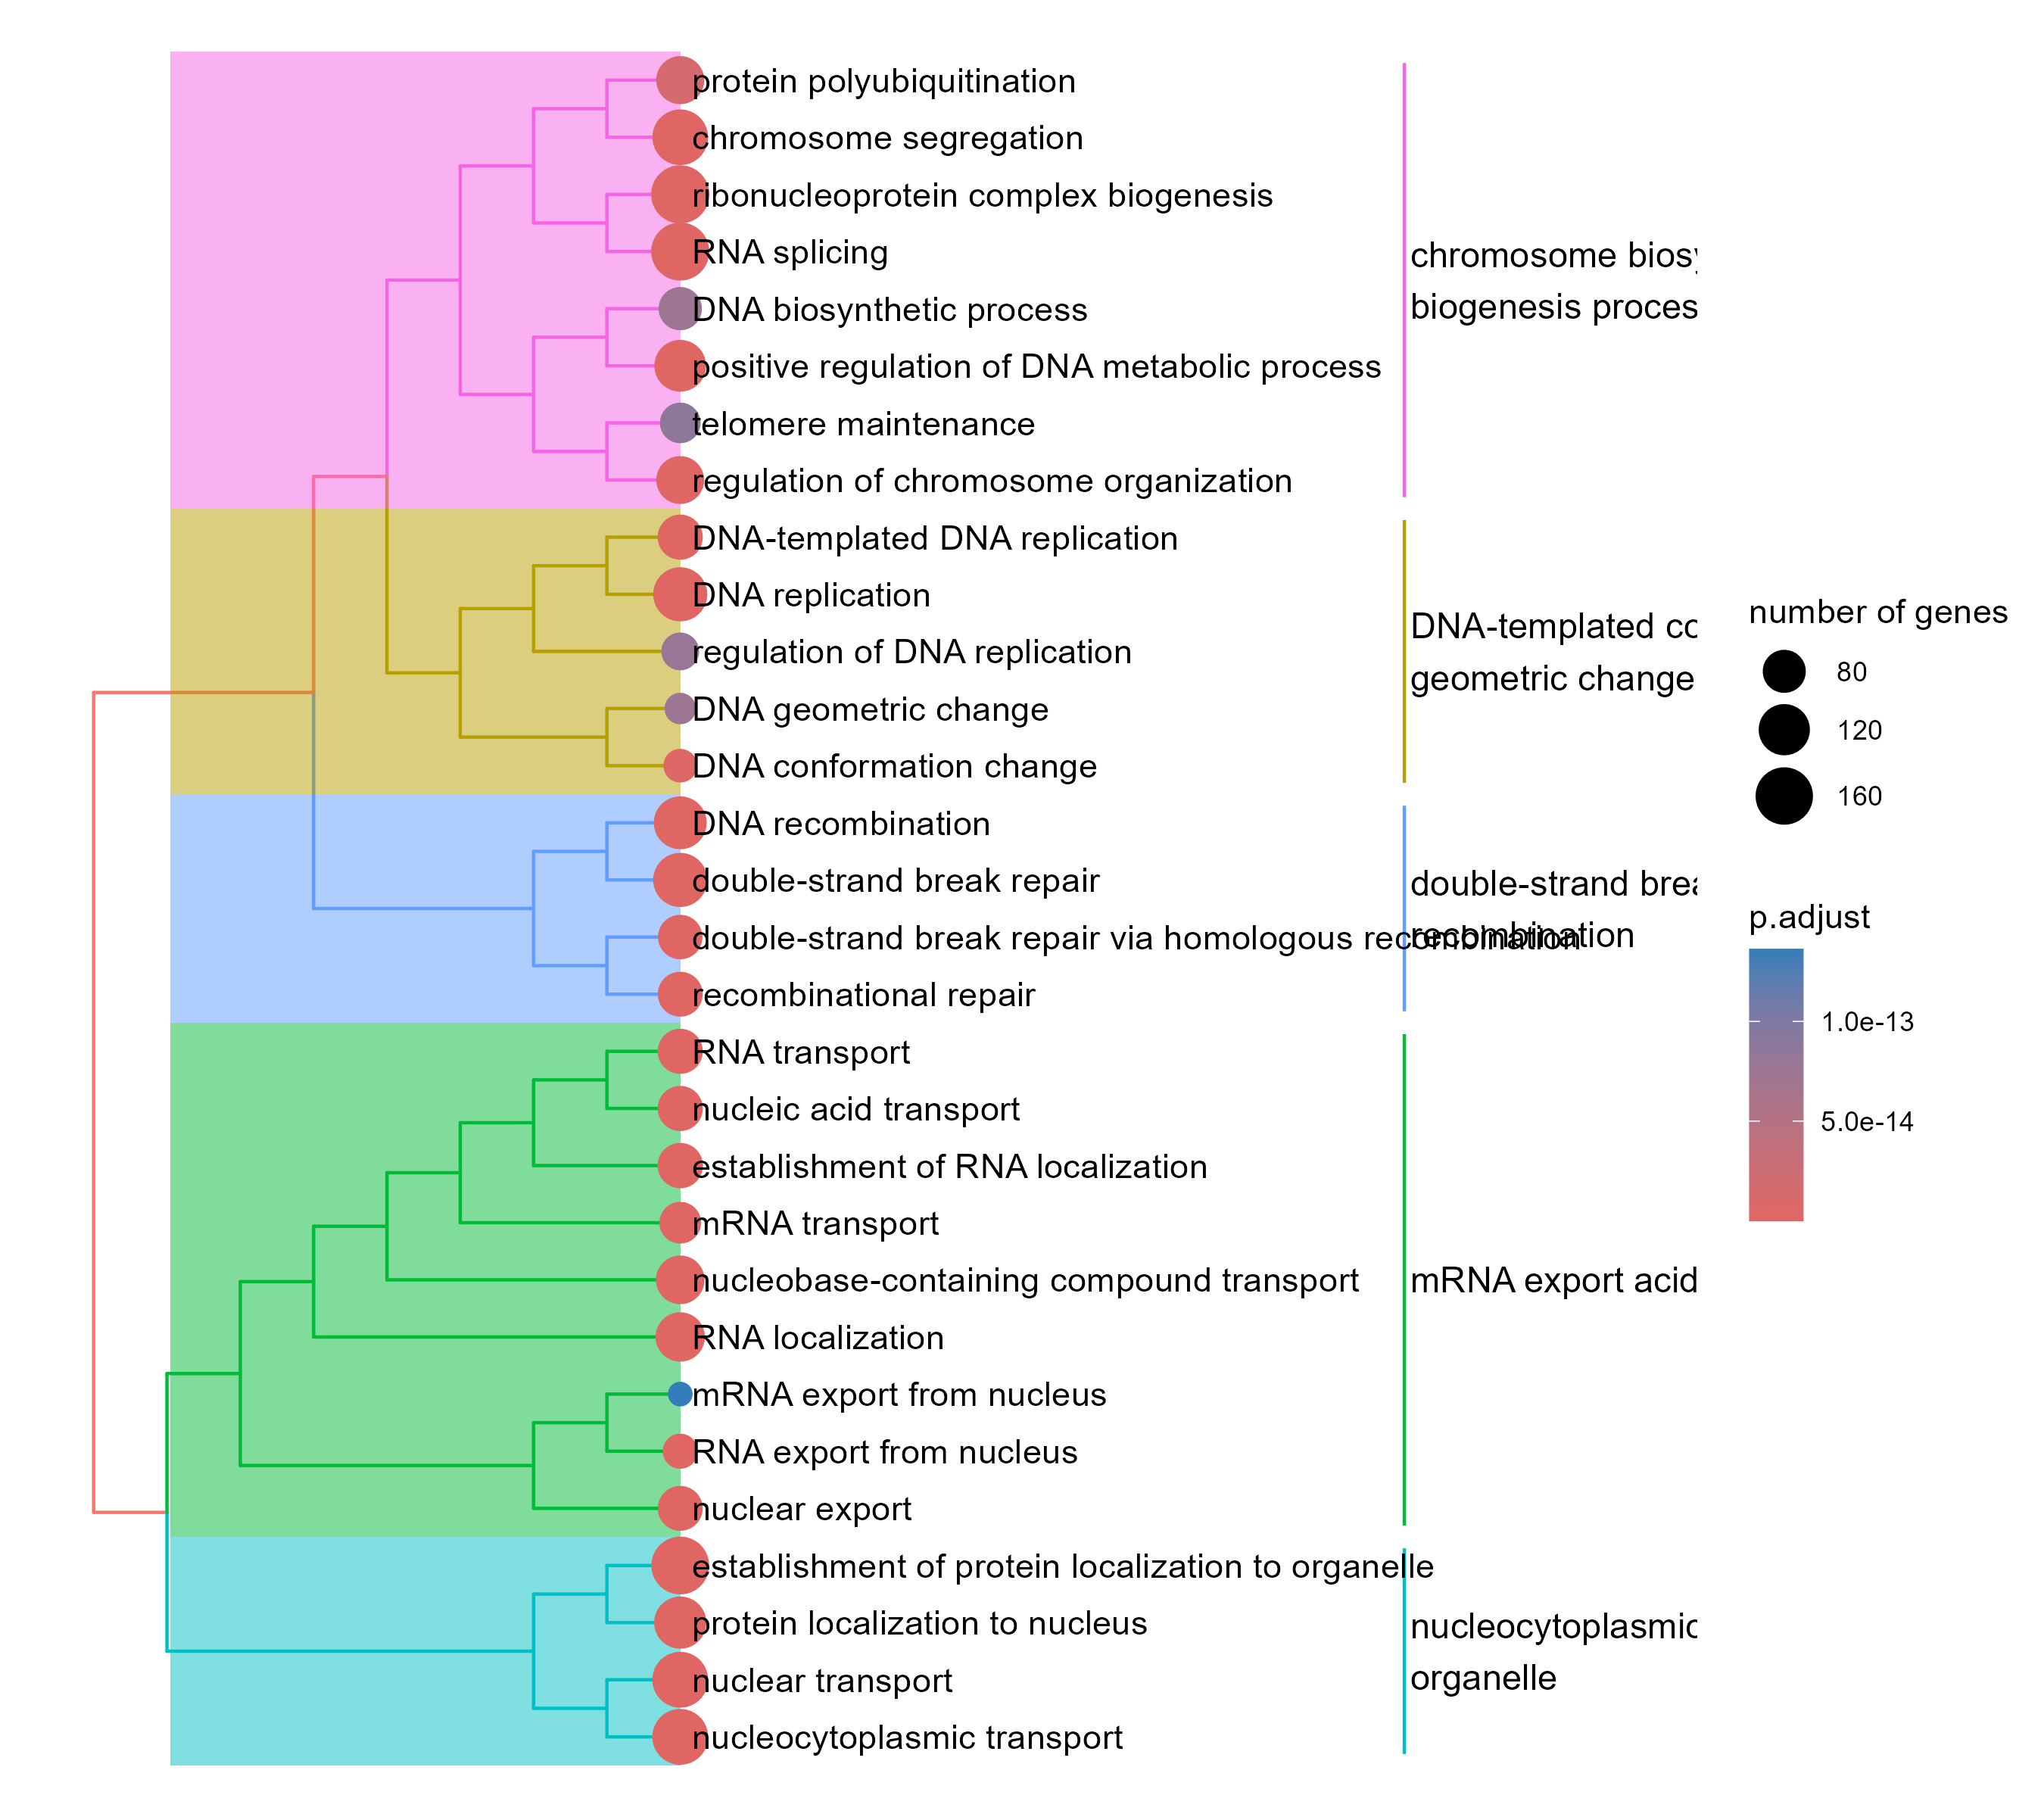 protein polyubiquitination
chromosome segregation
ribonucleoprotein complex biogenesis
RNA splicing
DNA biosynthetic process
positive regulation of DNA metabolic process
telomere maintenance
regulation of chromosome organization
DNA-templated DNA replication
DNA replication
regulation of DNA replication
DNA geometric change
DNA conformation change
DNA recombination
double-strand break repair
double-strand break repair via homologous recombination
recombinational repair
RNA transport
nucleic acid transport
establishment of RNA localization
mRNA transport
nucleobase-containing compound transport
RNA localization
mRNA export from nucleus
RNA export from nucleus
nuclear export
establishment of protein localization to organelle
protein localization to nucleus
nuclear transport
nucleocytoplasmic transport
chromosome
biogenesis proces
DNA-templated co
geometric change
double-strand brea
recombination
mRNA export acid
nucleocytoplasmic
organelle
number of genes
80
120
160
p.adjust
1.0e-13
5.0e-14